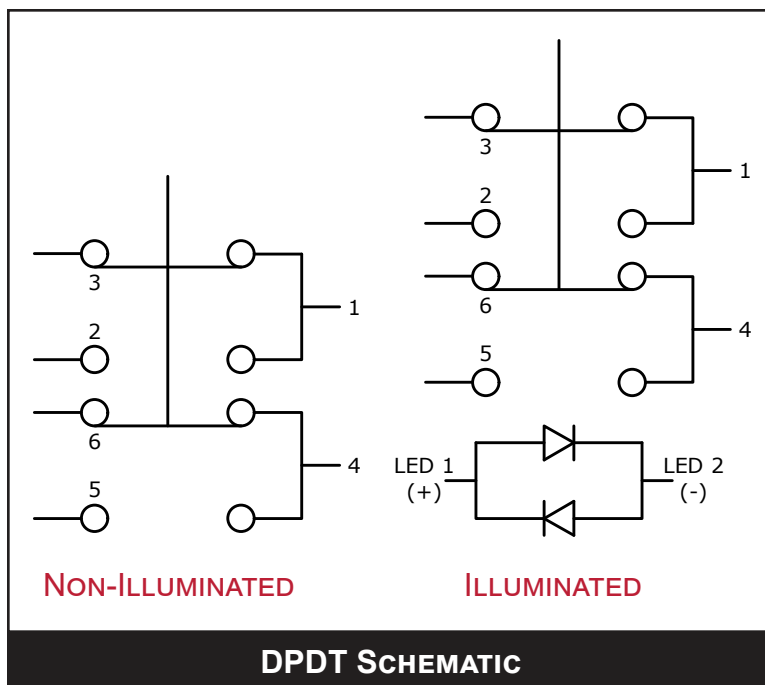 3
2
1
6
5
4
NON-ILLUMINATED
3
2
1
6
5
4
LED 1
(+)
LED 2
(-)
ILLUMINATED
DPDT SCHEMATIC